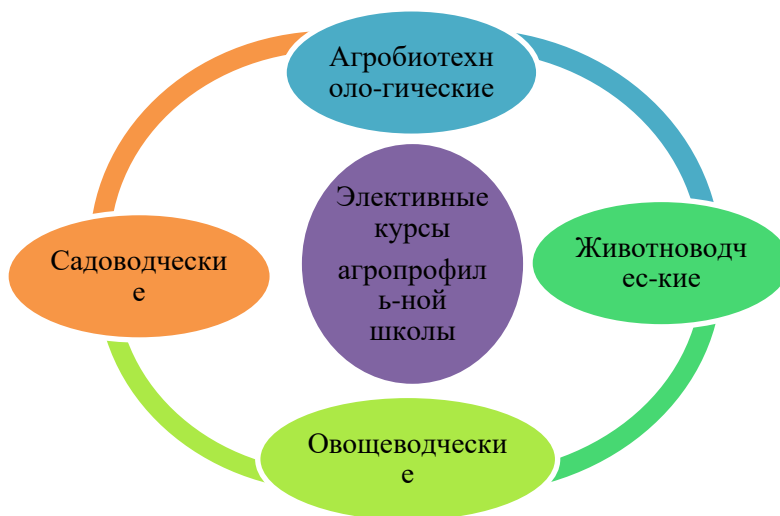 Агробиотехн
оло-гические
Элективные
курсы
агропрофил
ь-ной
школы
Садоводчески
е
Животноводч
ес-кие
Овощеводчески
е